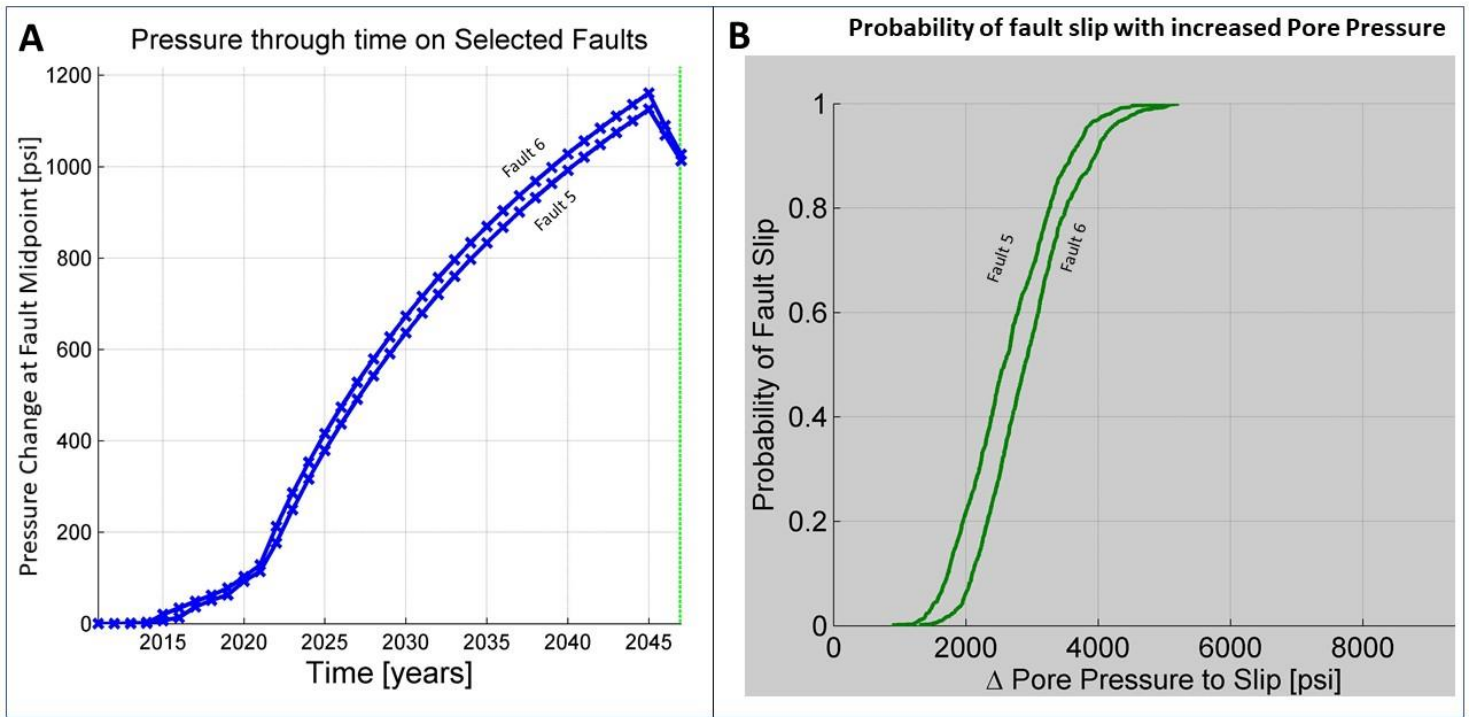 A
Pressure through time on Selected Faults
Pressure Change at Fault Midpoint [psi]
1200
1000
800
600
400
200
0
Fault 6
Fault 5
2015 2020 2025 2030 2035 2040 2045
Time [years]
B
Probability of fault slip with increased Pore Pressure
Probability of Fault Slip
1
0.8
0.6
0.4
0.2
0
Fault 5
Fault 6
0 2000 4000 6000 8000
Δ Pore Pressure to Slip [psi]